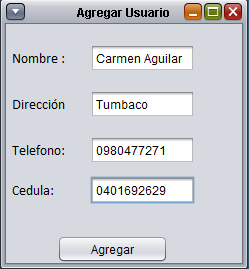 Agregar Usuario
Nombre : Carmen Aguilar
Dirección Tumbaco
Telefono: 0980477271
Cedula: 0401692629
Agregar